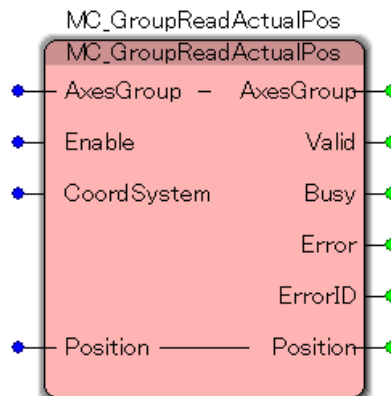 MC_GroupReadActualPos
MC_GroupReadActualPos
AxesGroup – AxesGroup
Enable Valid
CoordSystem Busy
Error
ErrorID
Position Position